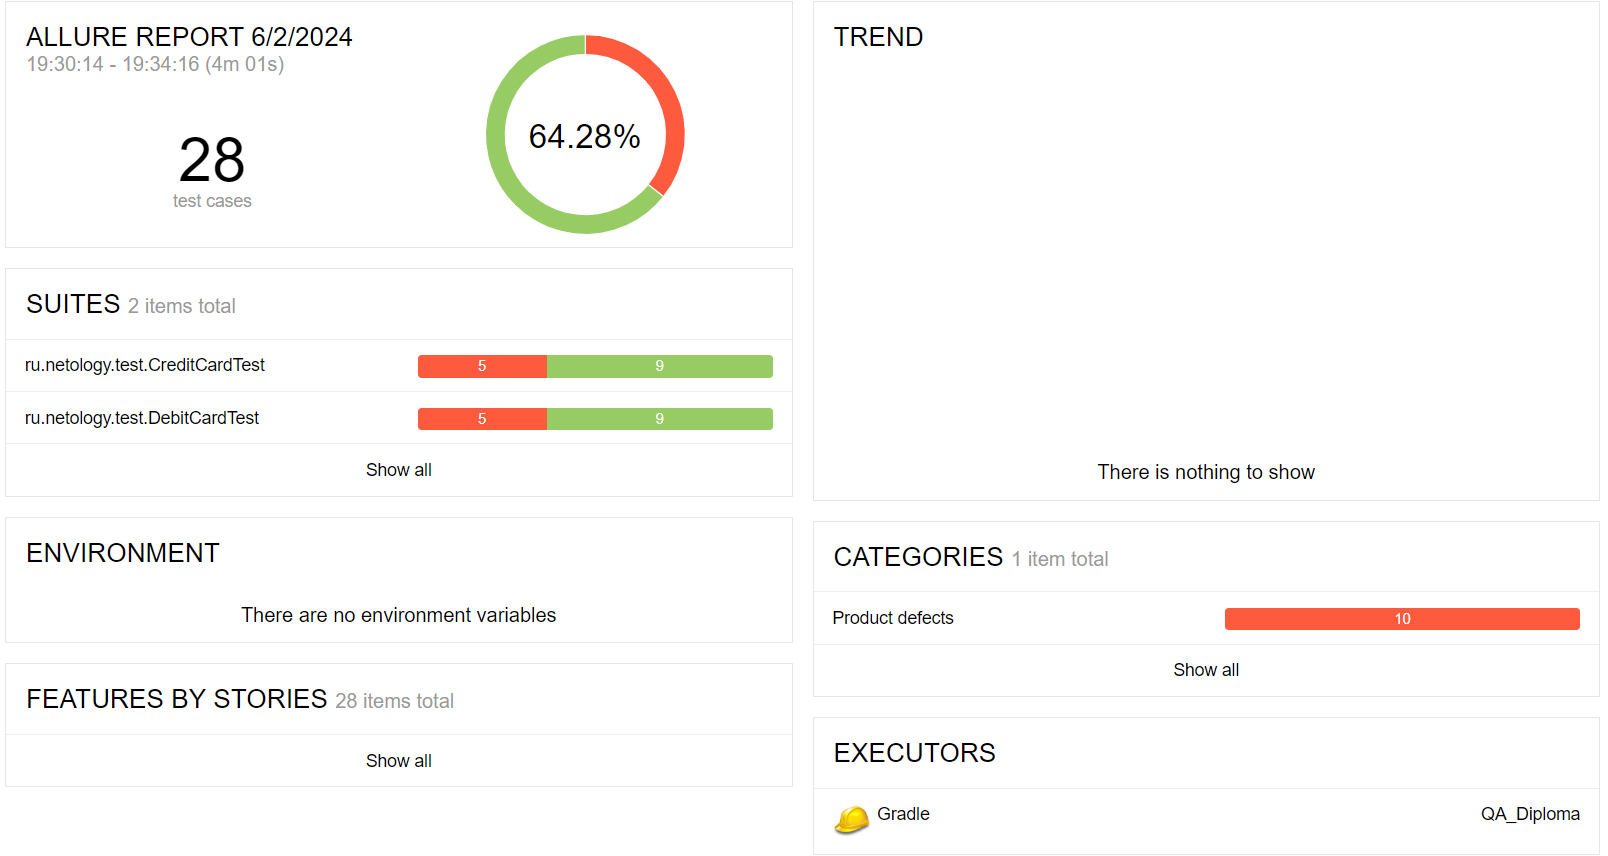 ALLURE REPORT 6/2/2024
19:30:14 - 19:34:16 (4m 01s)
28
test cases
64.28%
SUITES 2 items total
ru.netology.test.CreditCardTest 5 9
ru.netology.test.DebitCardTest 5 9
Show all
ENVIRONMENT
There are no environment variables
FEATURES BY STORIES 28 items total
Show all
TREND
There is nothing to show
CATEGORIES 1 item total
Product defects 10
Show all
EXECUTORS
Gradle QA_Diploma